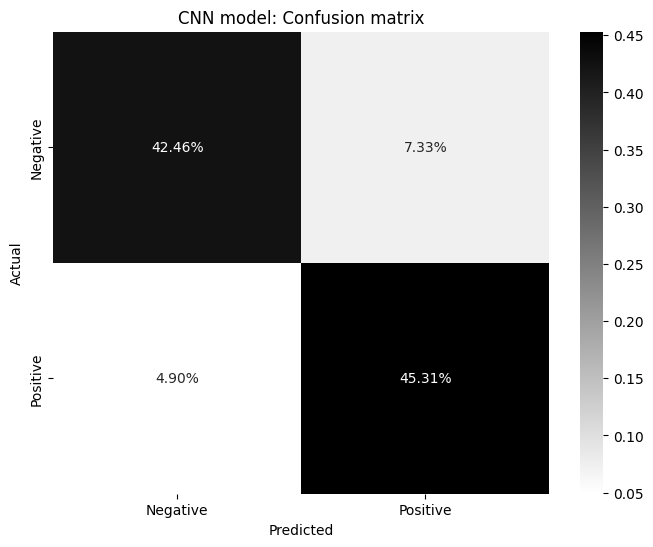 CNN model: Confusion matrix
Negative
Positive
Actual
42.46%
7.33%
4.90%
45.31%
Negative
Positive
Predicted
0.45
0.40
0.35
0.30
0.25
0.20
0.15
0.10
0.05